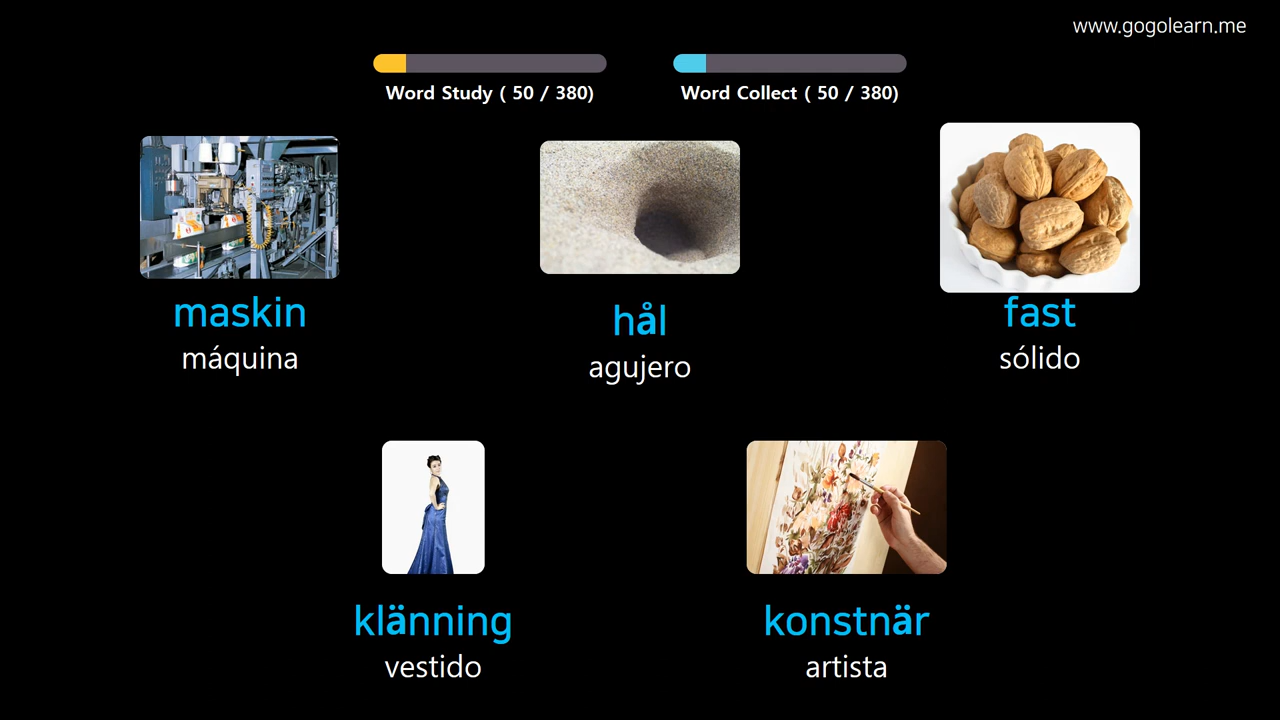 www.gogolearn.me
Word Study ( 50 / 380)
Word Collect ( 50 / 380)
maskin
máquina
hål
agujero
fast
sólido
klänning
vestido
konstnär
artista